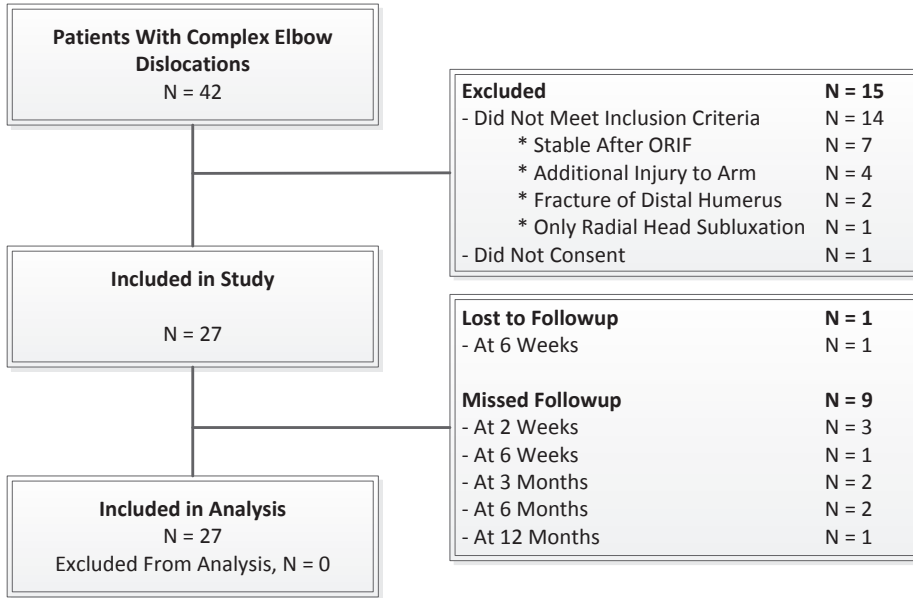 Patients With Complex Elbow
Dislocations
N = 42
Excluded N = 15
- Did Not Meet Inclusion Criteria N = 14
* Stable After ORIF N = 7
* Additional Injury to Arm N = 4
* Fracture of Distal Humerus N = 2
* Only Radial Head Subluxation N = 1
- Did Not Consent N = 1
Included in Study
N = 27
Lost to Followup N = 1
- At 6 Weeks N = 1
Missed Followup N = 9
- At 2 Weeks N = 3
- At 6 Weeks N = 1
- At 3 Months N = 2
- At 6 Months N = 2
- At 12 Months N = 1
Included in Analysis
N = 27
Excluded From Analysis, N = 0